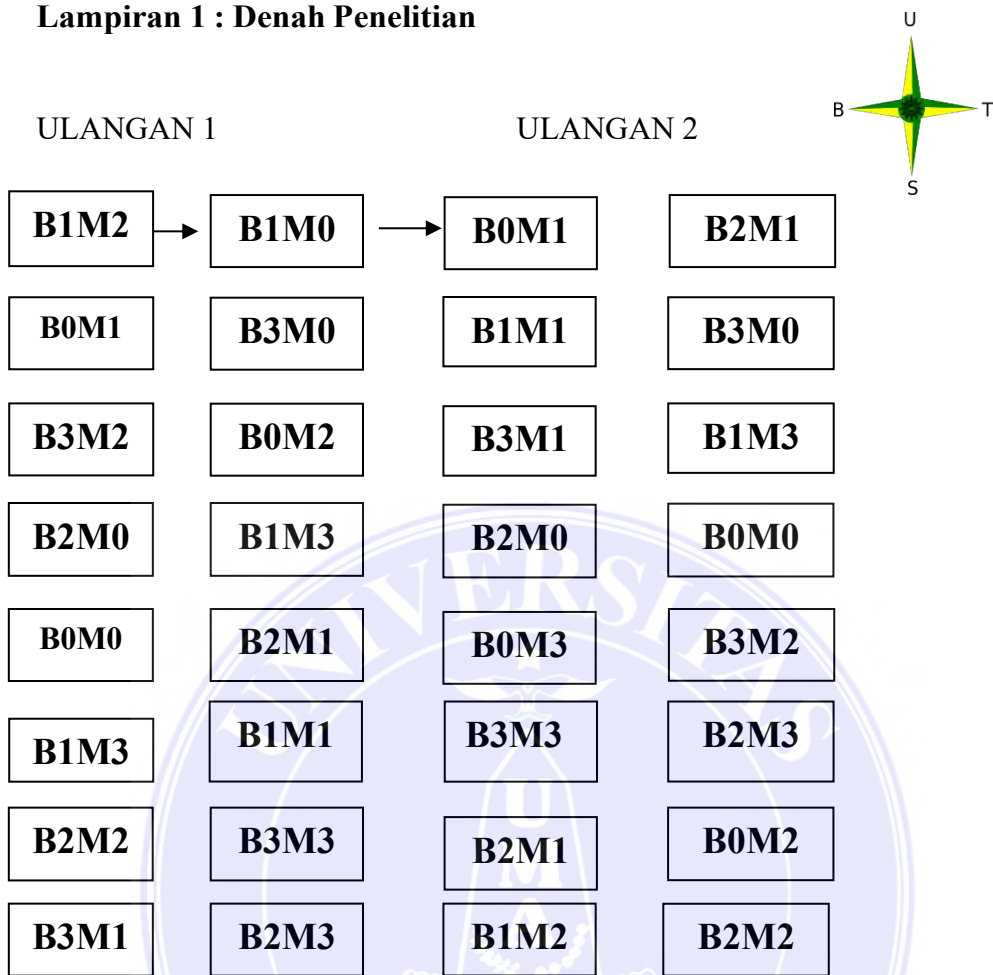 Lampiran 1 : Denah Penelitian
U
B T
S
ULANGAN 1 ULANGAN 2
B1M2 B1M0 B0M1 B2M1
B0M1 B3M0 B1M1 B3M0
B3M2 B0M2 B3M1 B1M3
B2M0 B1M3 B2M0 B0M0
B0M0 B2M1 B0M3 B3M2
B1M3 B1M1 B3M3 B2M3
B2M2 B3M3 B2M1 B0M2
B3M1 B2M3 B1M2 B2M2
UNIVERSITAS
U
M
A